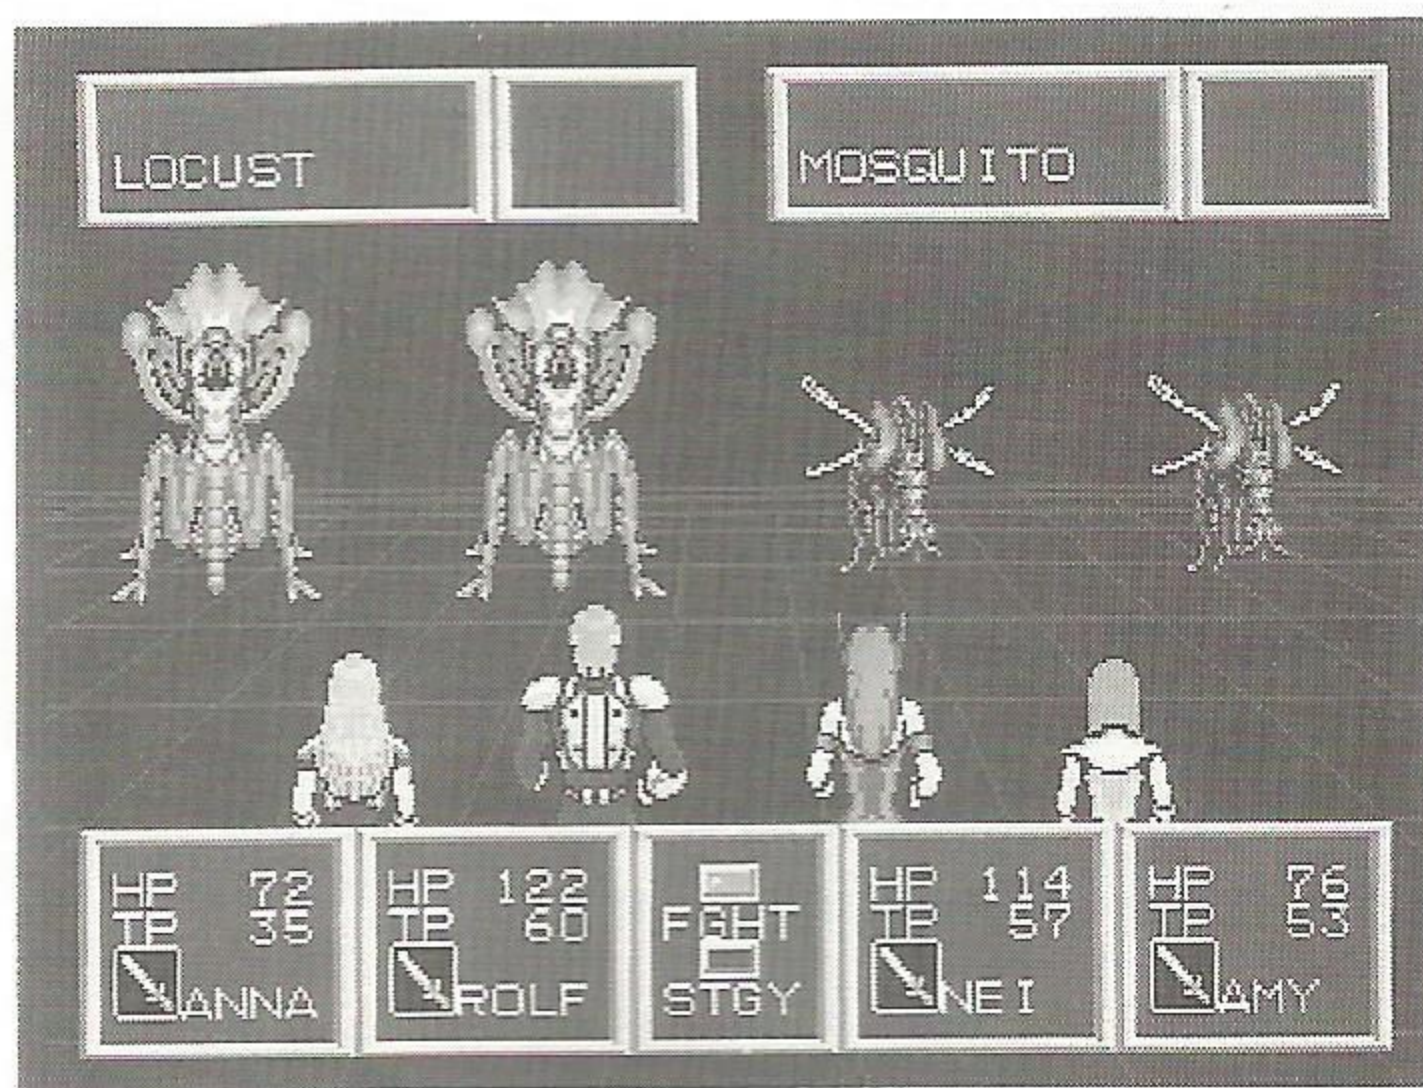 LOCUST
MOSQUITO
HP 72
TP 35
ANNA
HP 122
TP 60
ROLF
FGHT
STGY
HP 114
TP 57
NEI
HP 76
TP 53
AMY